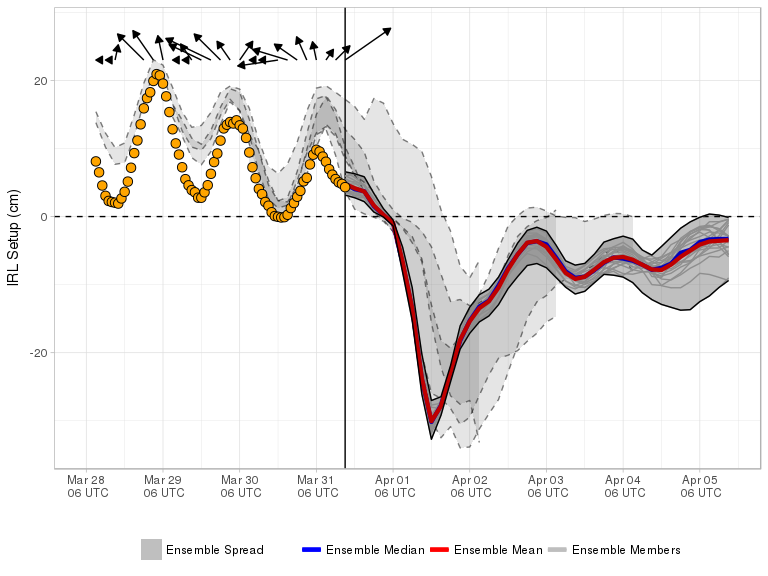 IRL Setup (cm)
20
0
-20
Mar 28 Mar 29 Mar 30 Mar 31 Apr 01 Apr 02 Apr 03 Apr 04 Apr 05
06 UTC 06 UTC 06 UTC 06 UTC 06 UTC 06 UTC 06 UTC 06 UTC 06 UTC
Ensemble Spread Ensemble Median Ensemble Mean Ensemble Members